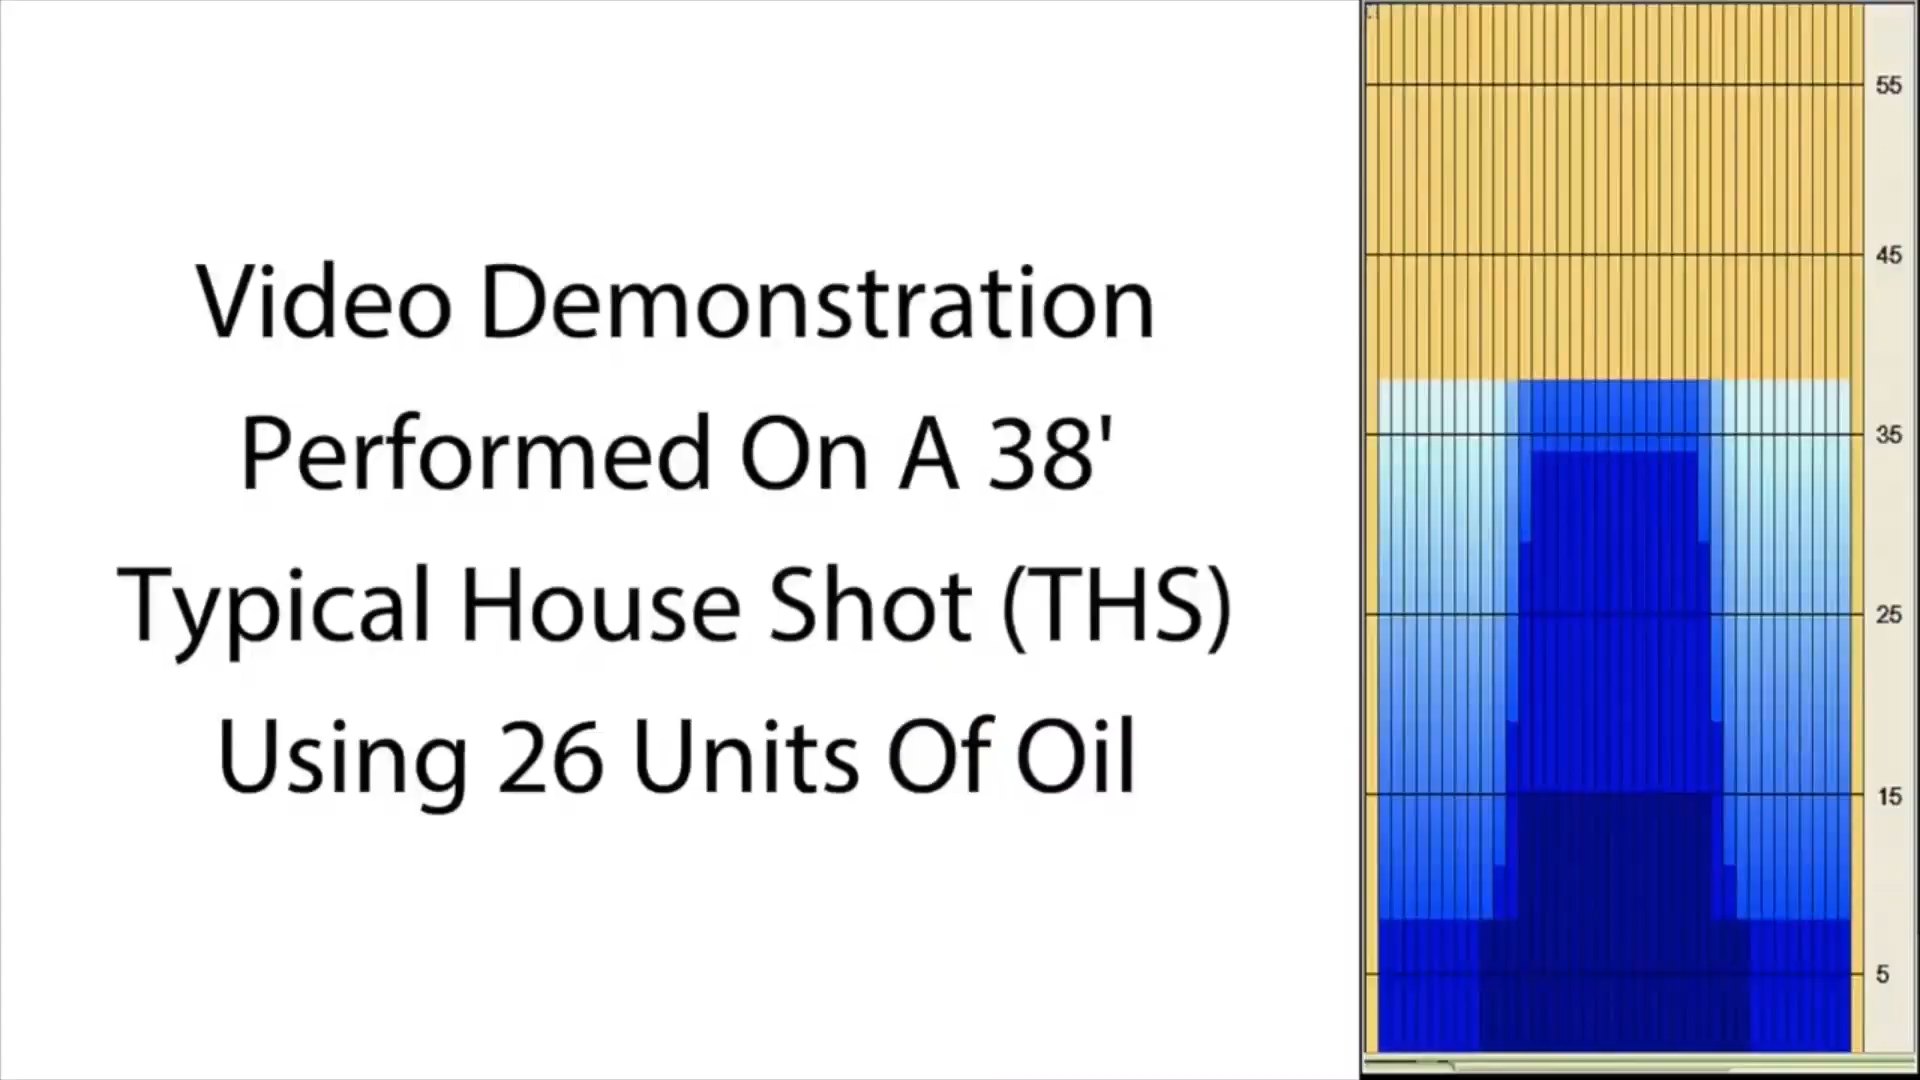 Video Demonstration
Performed On A 38'
Typical House Shot (THS)
Using 26 Units Of Oil
55
45
35
25
15
5